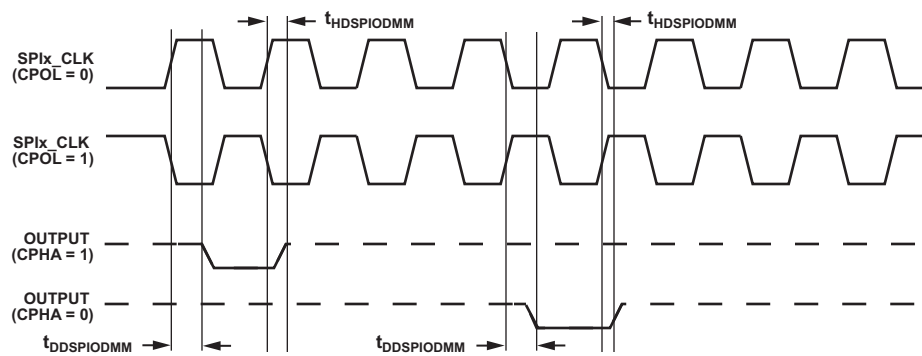 tHDSPIODMM
tHDSPIODMM
SPIx_CLK
(CPOL = 0)
SPIx_CLK
(CPOL = 1)
OUTPUT
(CPHA = 1)
OUTPUT
(CPHA = 0)
tDDSPIODMM
tDDSPIODMM